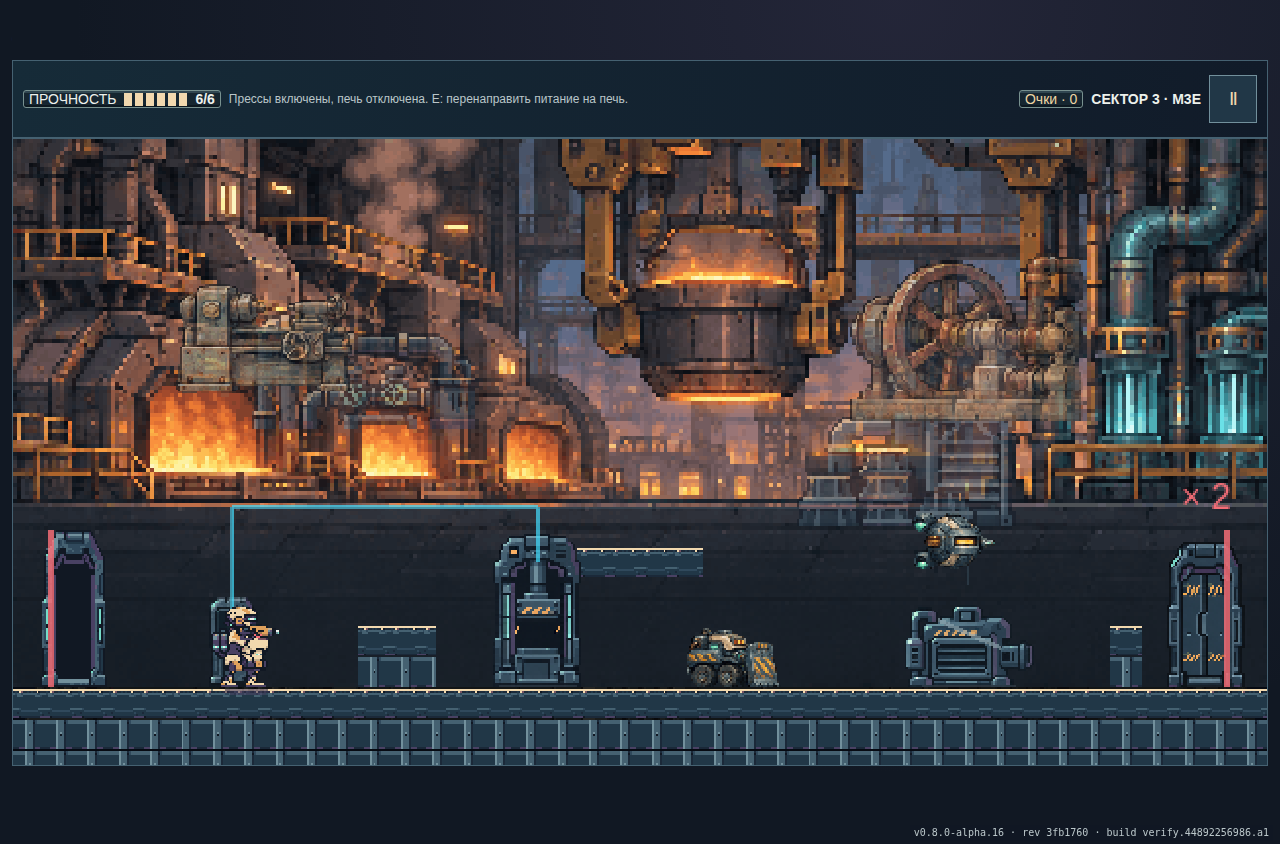 ПРОЧНОСТЬ 6/6 Прессы включены, печь отключена. E: перенаправить питание на печь. Очки · 0 СЕКТОР 3 · МЗЕ II
× 2
v0.8.0-alpha.16 · rev 3fb1760 · build verify.44892256986.a1